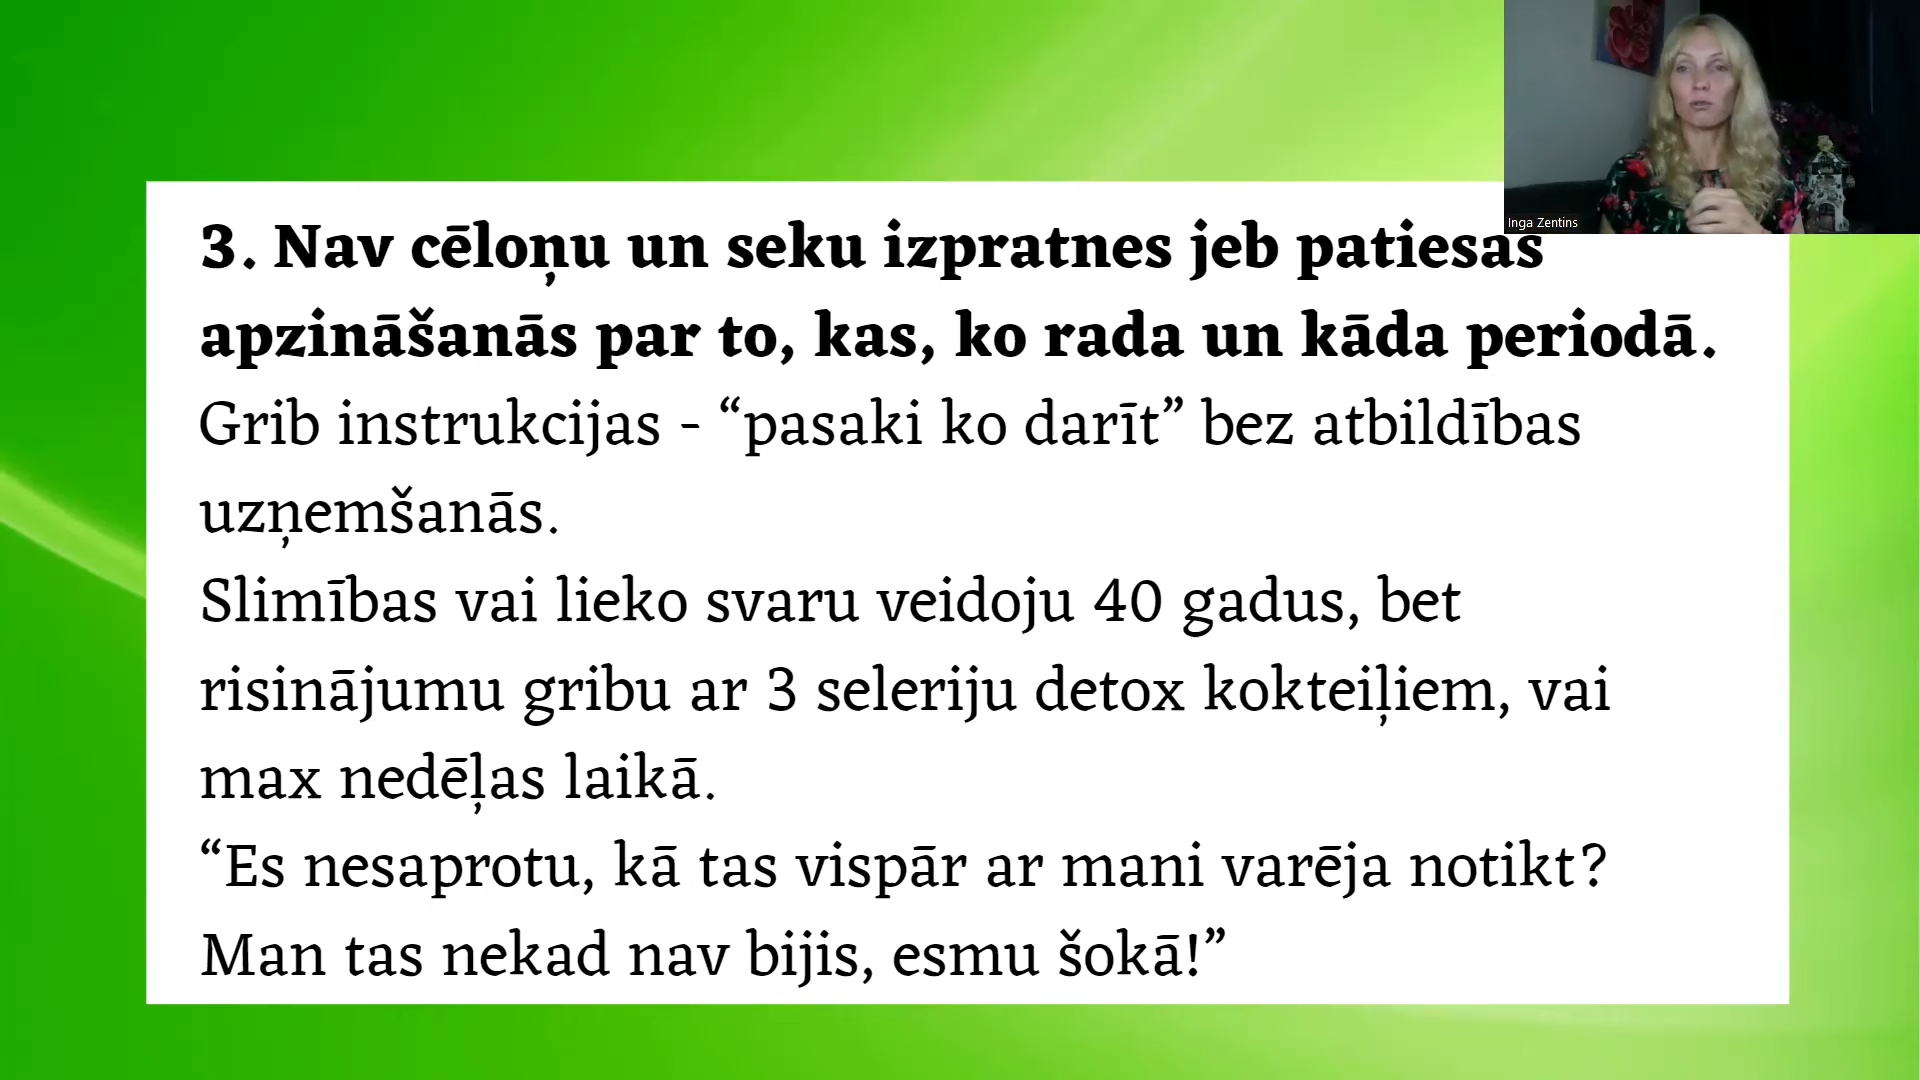 Inga Zentins
3. Nav cēloņu un seku izpratnes jeb patiesas
apzināšanās par to, kas, ko rada un kāda periodā.
Grib instrukcijas - “pasaki ko darīt” bez atbildības
uzņemšanās.
Slimības vai lieko svaru veidoju 40 gadus, bet
risinājumu gribu ar 3 seleriju detox kokteiļiem, vai
max nedēļas laikā.
“Es nesaprotu, kā tas vispār ar mani varēja notikt?
Man tas nekad nav bijis, esmu šokā!”